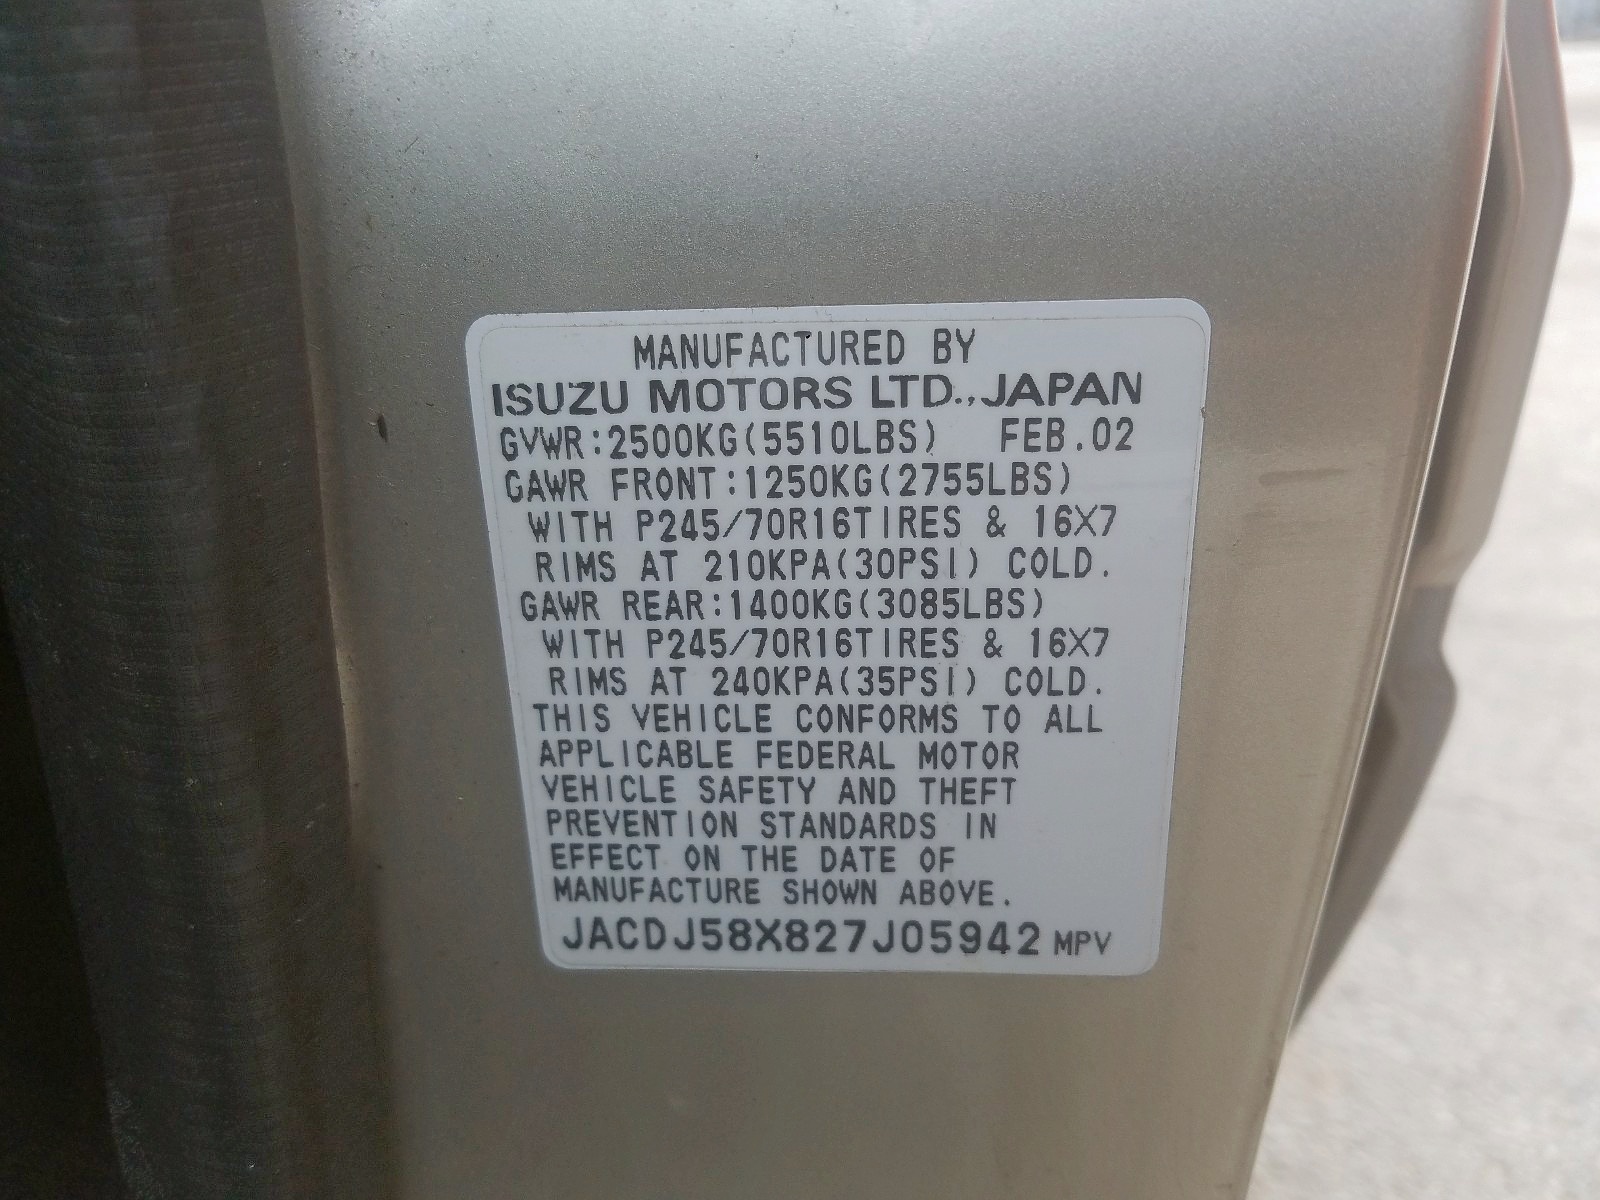 MANUFACTURED BY
ISUZU MOTORS LTD., JAPAN
GVWR:2500KG(5510LBS) FEB.02
GAWR FRONT:1250KG(2755LBS)
WITH P245/70R16TIRES & 16X7
RIMS AT 210KPA(30PSI) COLD.
GAWR REAR:1400KG(3085LBS)
WITH P245/70R16TIRES & 16X7
RIMS AT 240KPA(35PSI) COLD.
THIS VEHICLE CONFORMS TO ALL
APPLICABLE FEDERAL MOTOR
VEHICLE SAFETY AND THEFT
PREVENTION STANDARDS IN
EFFECT ON THE DATE OF
MANUFACTURE SHOWN ABOVE.
JACDJ58X827J05942 MPV